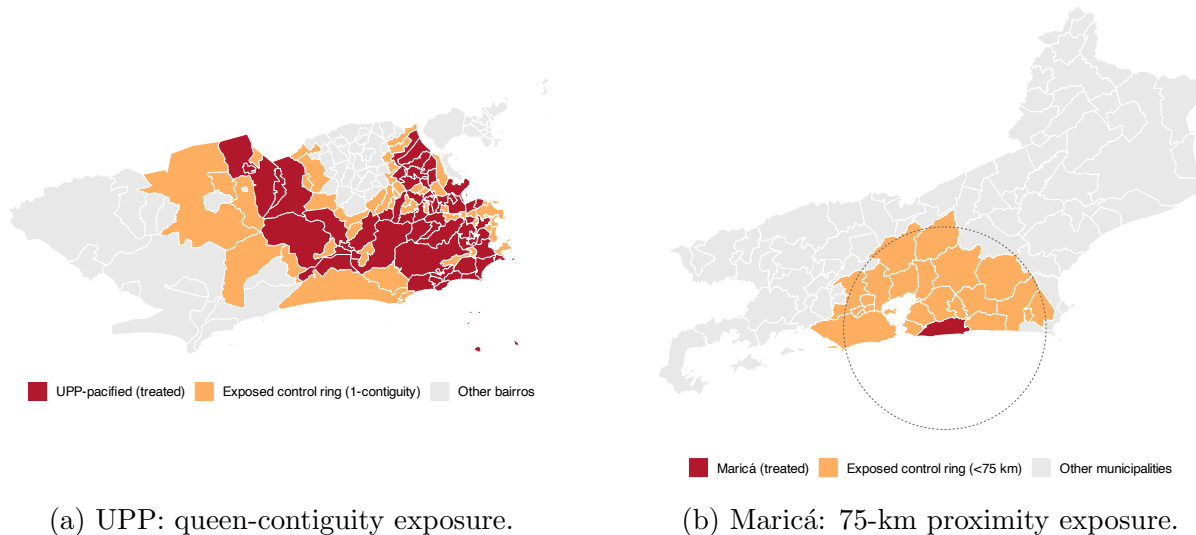 UPP-pacified (treated) Exposed control ring (1-contiguity) Other bairros
Maricá (treated) Exposed control ring (<75 km) Other municipalities
(a) UPP: queen-contiguity exposure.
(b) Maricá: 75-km proximity exposure.